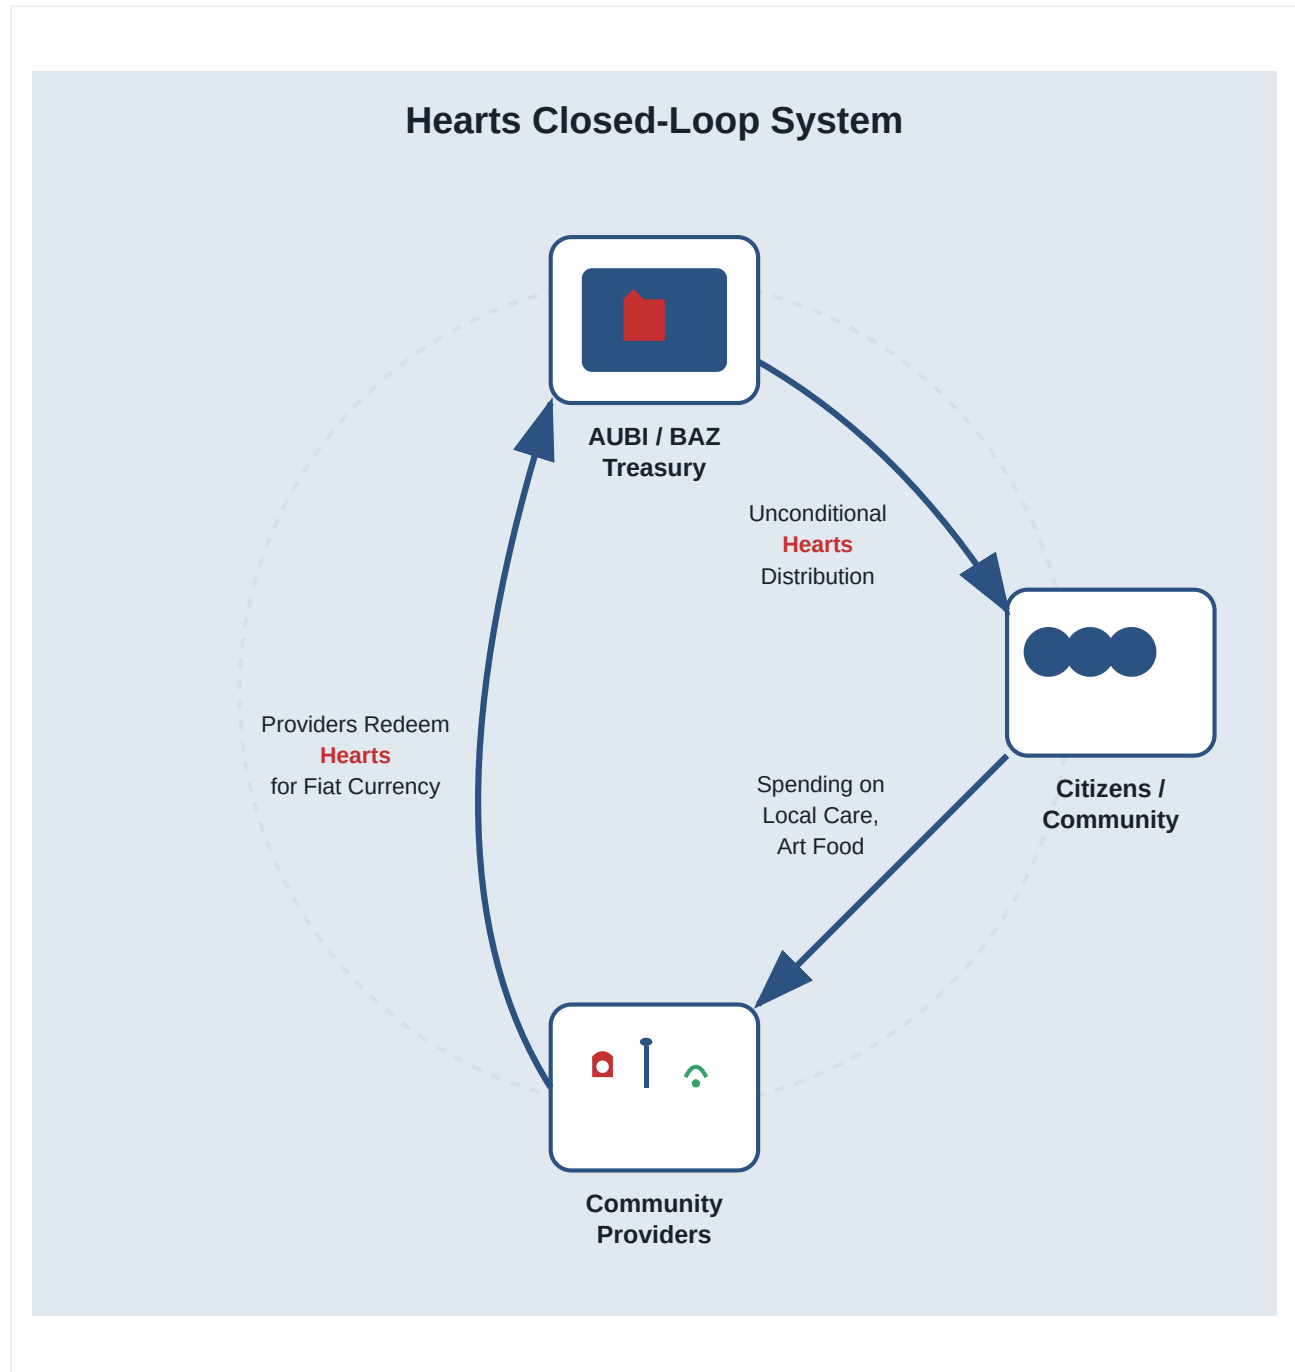 Hearts Closed-Loop System
AUBI / BAZ
Treasury
Unconditional
Hearts
Distribution
Citizens /
Community
Spending on
Local Care,
Art Food
Community
Providers
Providers Redeem
Hearts
for Fiat Currency